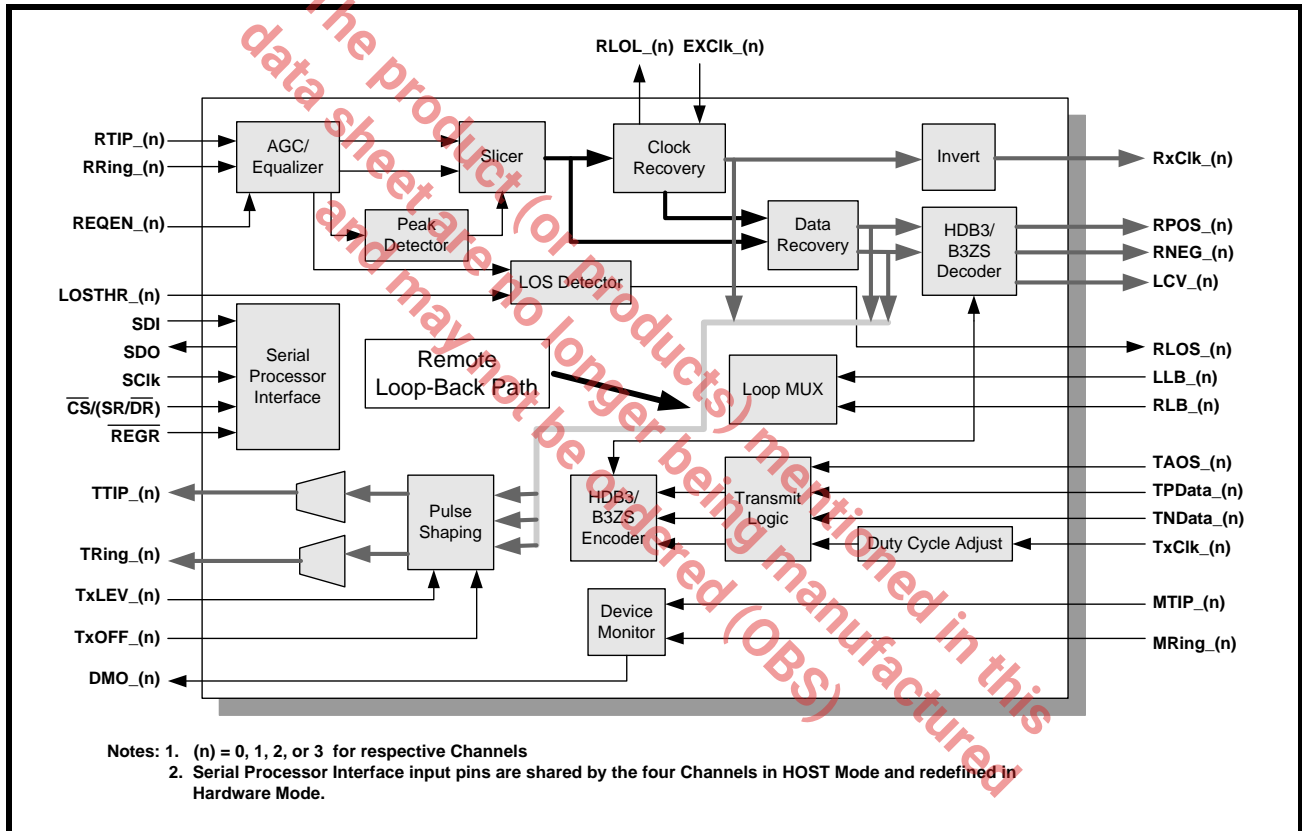 RLOL_(n) EXClk_(n)
RTIP_(n)
RRing_(n)
REQEN_(n)
LOSTHR_(n)
SDI
SDO
SClk
CS/(SR/DR)
REGR
TTIP_(n)
TRing_(n)
TxLEV_(n)
TxOFF_(n)
DMO_(n)
AGC/
Equalizer
Slicer
Peak
Detector
LOS Detector
Clock
Recovery
Data
Recovery
Invert
HDB3/
B3ZS
Decoder
Serial
Processor
Interface
Remote
Loop-Back Path
Loop MUX
Pulse
Shaping
HDB3/
B3ZS
Encoder
Transmit
Logic
Duty Cycle Adjust
Device
Monitor
RxClk_(n)
RPOS_(n)
RNEG_(n)
LCV_(n)
RLOS_(n)
LLB_(n)
RLB_(n)
TAOS_(n)
TPData_(n)
TNData_(n)
TxClk_(n)
MTIP_(n)
MRing_(n)
Notes: 1. (n) = 0, 1, 2, or 3 for respective Channels
2. Serial Processor Interface input pins are shared by the four Channels in HOST Mode and redefined in
Hardware Mode.
The product (or products) mentioned in this
data sheet are no longer being manufactured
and may not be ordered (OBS)